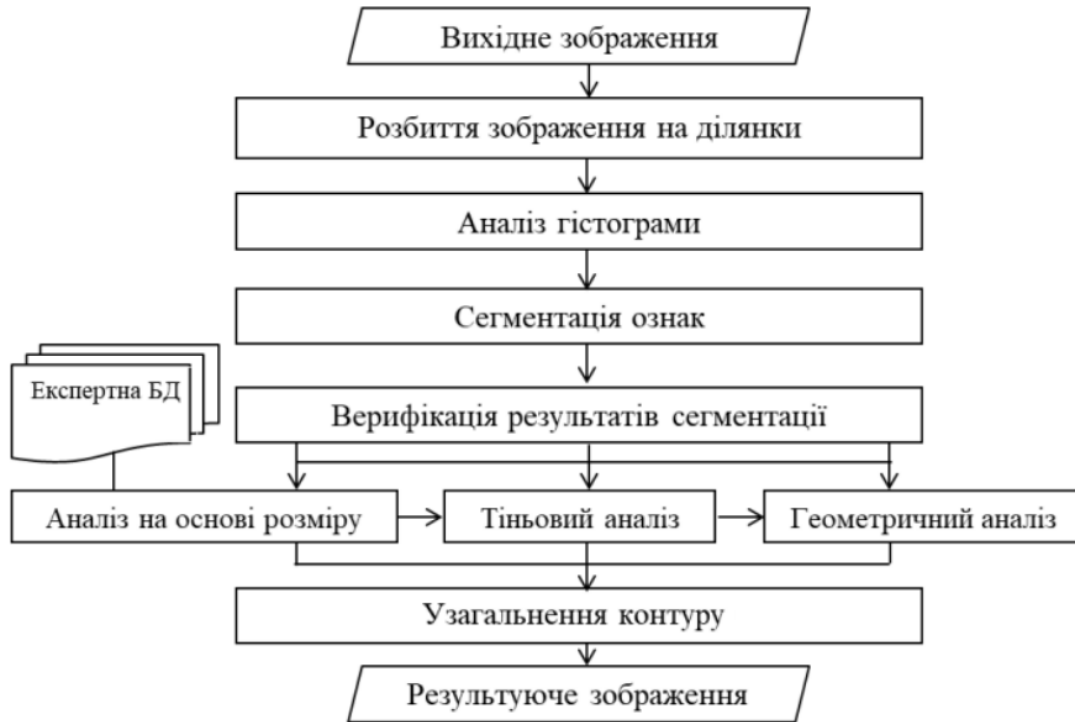 Вихідне зображення
Розбиття зображення на ділянки
Аналіз гістограми
Сегментація ознак
Експертна БД
Верифікація результатів сегментації
Аналіз на основі розміру
Тіньовий аналіз
Геометричний аналіз
Узагальнення контуру
Результуюче зображення